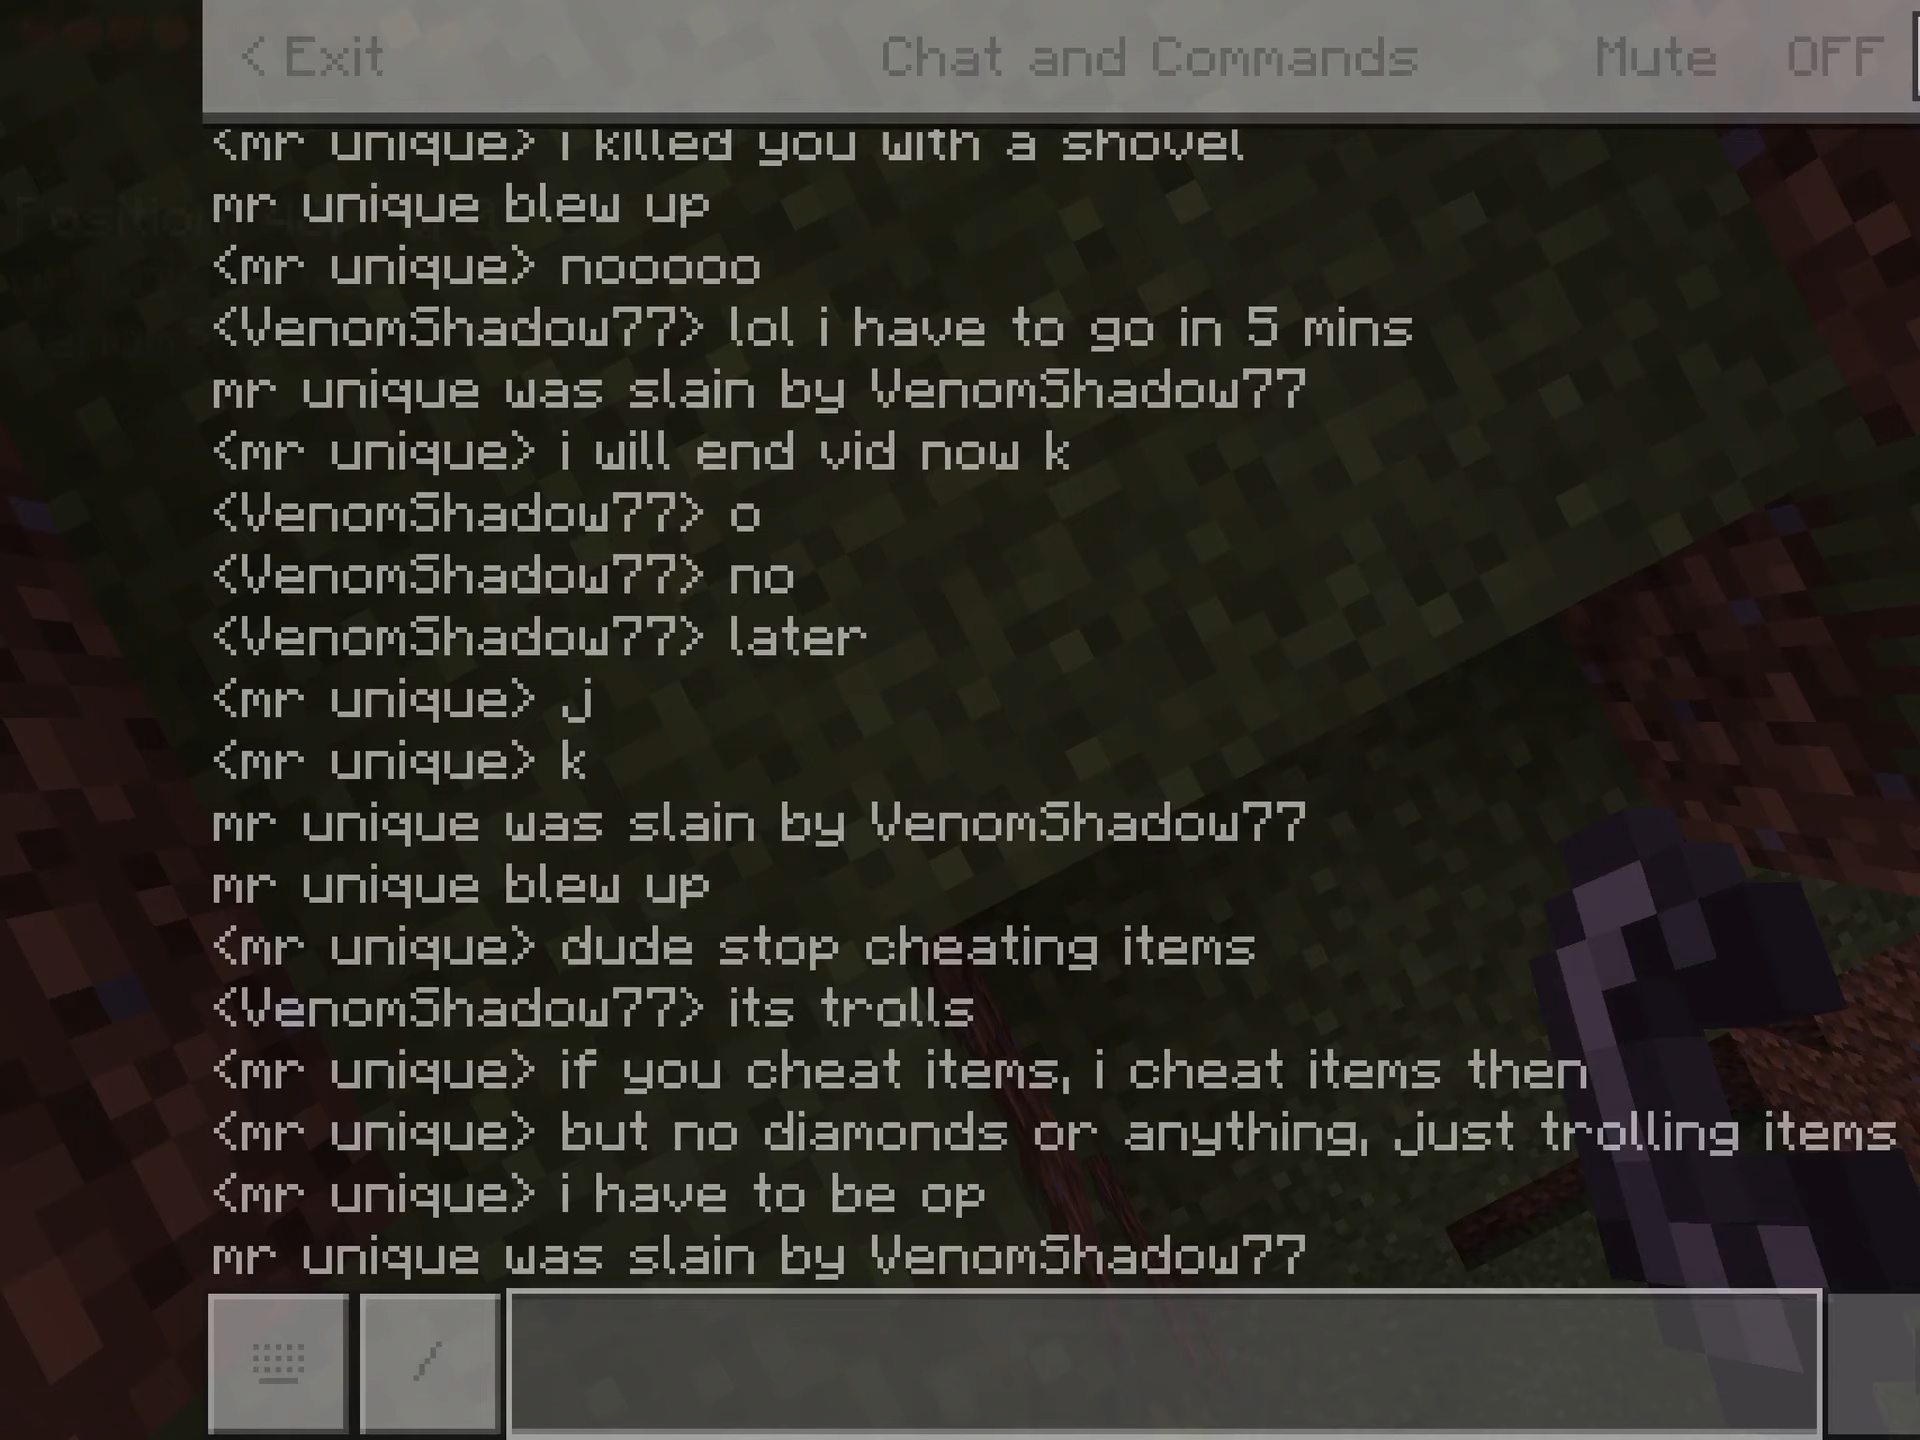 < Exit Chat and Commands Mute OFF
<mr unique> i killed you with a shovel
mr unique blew up
<mr unique> nooooo
<VenomShadow77> lol i have to go in 5 mins
mr unique was slain by VenomShadow77
<mr unique> i will end vid now k
<VenomShadow77> o
<VenomShadow77> no
<VenomShadow77> later
<mr unique> j
<mr unique> k
mr unique was slain by VenomShadow77
mr unique blew up
<mr unique> dude stop cheating items
<VenomShadow77> its trolls
<mr unique> if you cheat items, i cheat items then
<mr unique> but no diamonds or anything, just trolling items
<mr unique> i have to be op
mr unique was slain by VenomShadow77
/